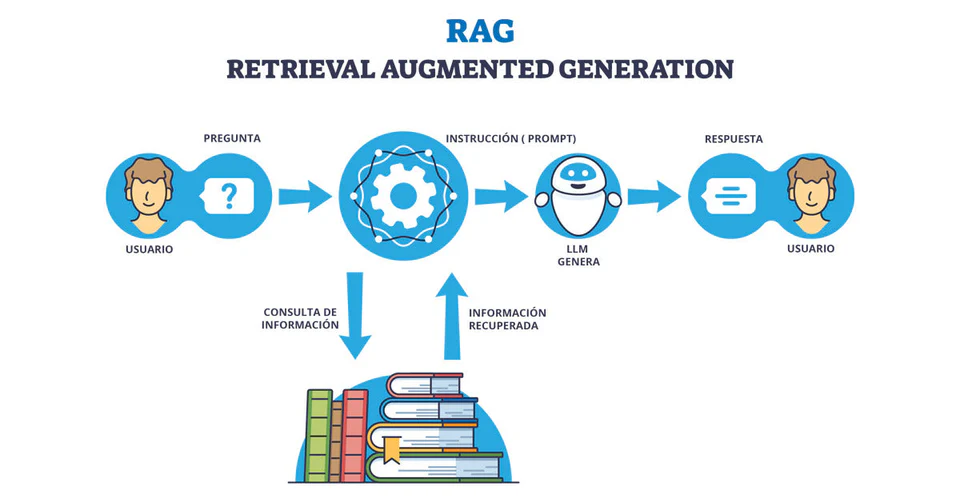 RAG
RETRIEVAL AUGMENTED GENERATION
PREGUNTA
INSTRUCCIÓN ( PROMPT)
RESPUESTA
?
USUARIO
LLM
GENERA
USUARIO
CONSULTA DE
INFORMACIÓN
INFORMACIÓN
RECUPERADA